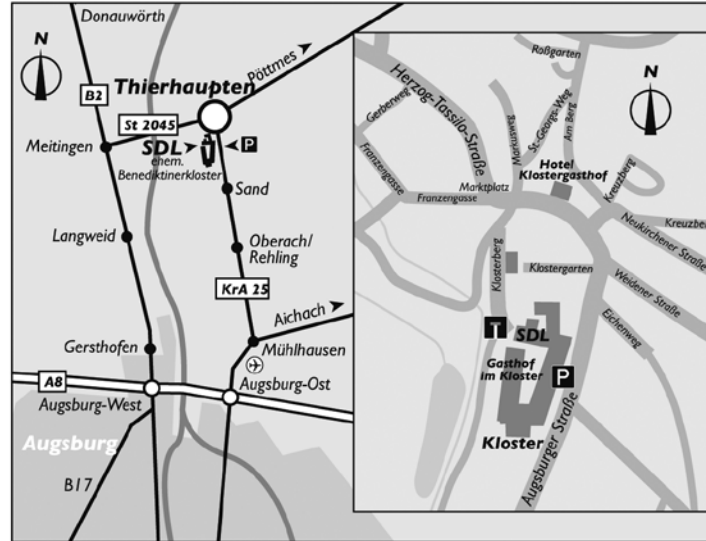 Donauwörth
N
B2
Thierhaupten
Pöttmes
St 2045
Meitingen
SDL
P
ehem.
Benediktinerkloster
Sand
Langweid
Oberach/
Rehling
KrA 25
Aichach
Gersthofen
Mühlhausen
A8
Augsburg-West
Augsburg-Ost
Augsburg
B17
Roßgarten
N
Herzog-Tassilo-Straße
Gerberweg
St-Georgs-Weg
Am Berg
Markusweg
Franzengasse
Hotel
Klostergasthof
Kreuzberg
Marktplatz
Franzengasse
Kreuzberg
Neukirchener Straße
Klosterberg
Klostergarten
Weidener Straße
Eichenweg
T
SDL
Gasthof
im Kloster
P
Kloster
Augsburger Straße